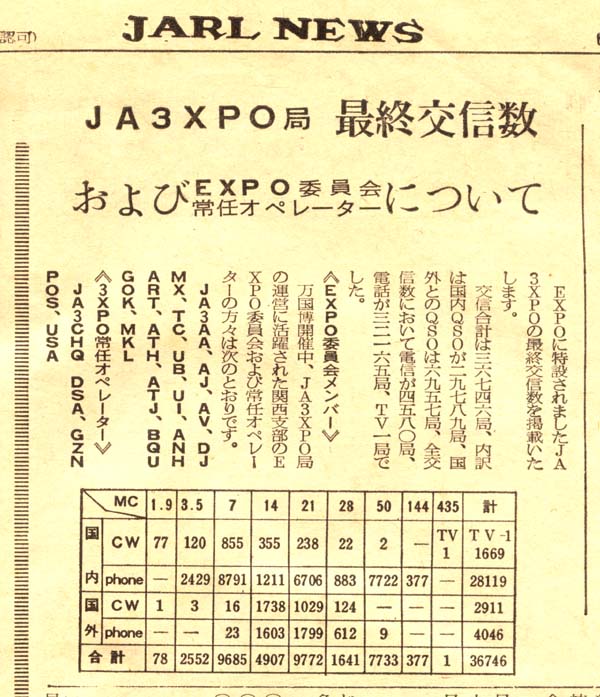 認可)
JARL NEWS
JA3XPO局 最終交信数
および EXPO委員会
常任オペレーター について
EXPOに特設されましたJA
3XPOの最終交信数を掲載いた
します。
交信合計は三六七四六局、内訳
は国内QSOが二九七八九局、国
外とのQSOは六九五七局、全交
信数において電信が四五八〇局、
電話が三二一六五局、TV一局で
した。
《EXPO委員会メンバー》
万国博開催中、JA3XPO局
の運営に活躍された関西支部のE
XPO委員会および常任オペレー
ターの方々は次のとおりです。
JA3AA、AJ、AV、DJ
MX、TC、UB、UI、ANH
ART、ATH、ATJ、BQU
GOK、MKL
《3XPO常任オペレータ》
JA3CHQ DSA、GZN
POS、USA
MC 1.9 3.5 7 14 21 28 50 144 435 計
国内 CW 77 120 855 355 238 22 2 — TV 1 TV-1 1669
phone — 2429 8791 1211 6706 883 7722 377 — 28119
国外 CW 1 3 16 1738 1029 124 — — — 2911
phone — — 23 1603 1799 612 9 — — 4046
合計 78 2552 9685 4907 9772 1641 7733 377 1 36746